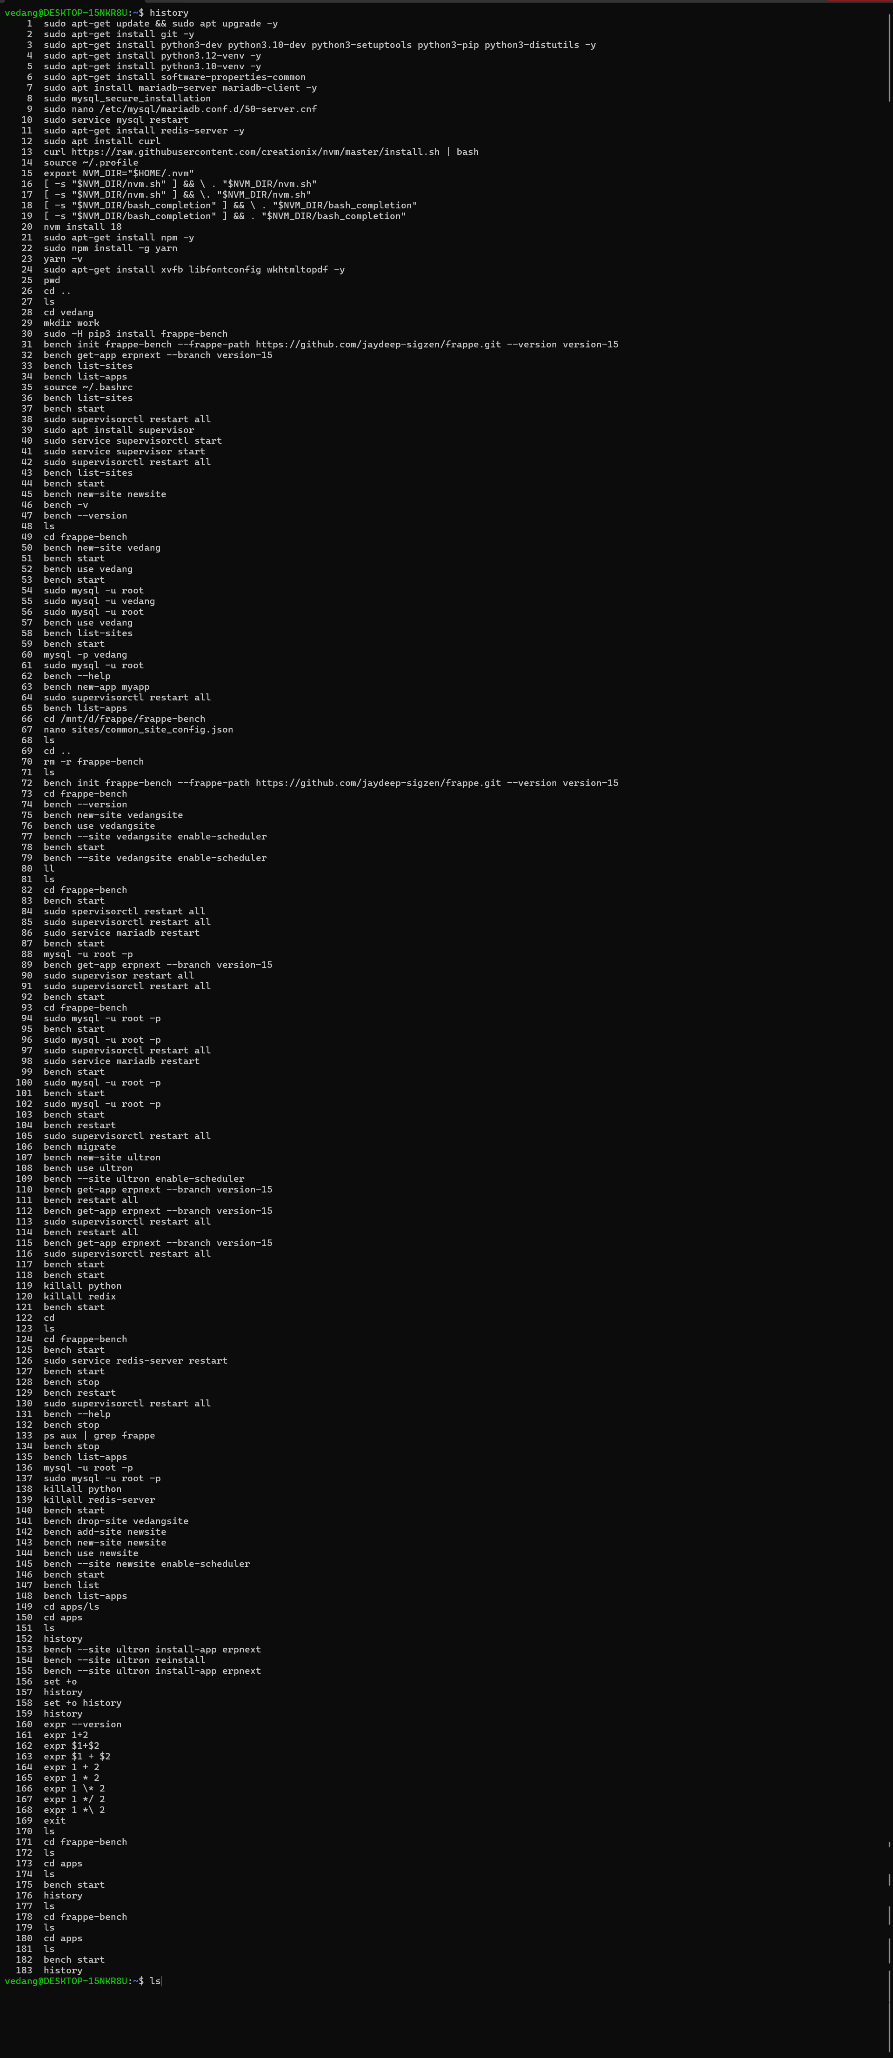 vedang@DESKTOP-15NKR8U:~$ history
1 sudo apt-get update && sudo apt upgrade -y
2 sudo apt-get install git -y
3 sudo apt-get install python3-dev python3.10-dev python3-setuptools python3-pip python3-distutils -y
4 sudo apt-get install python3.12-venv -y
5 sudo apt-get install python3.10-venv -y
6 sudo apt-get install software-properties-common
7 sudo apt install mariadb-server mariadb-client -y
8 sudo mysql_secure_installation
9 sudo nano /etc/mysql/mariadb.conf.d/50-server.cnf
10 sudo service mysql restart
11 sudo apt-get install redis-server -y
12 sudo apt install curl
13 curl https://raw.githubusercontent.com/creationix/nvm/master/install.sh | bash
14 source ~/.profile
15 export NVM_DIR="$HOME/.nvm"
16 [ -s "$NVM_DIR/nvm.sh" ] && \ . "$NVM_DIR/nvm.sh"
17 [ -s "$NVM_DIR/nvm.sh" ] && \. "$NVM_DIR/nvm.sh"
18 [ -s "$NVM_DIR/bash_completion" ] && \ . "$NVM_DIR/bash_completion"
19 [ -s "$NVM_DIR/bash_completion" ] && . "$NVM_DIR/bash_completion"
20 nvm install 18
21 sudo apt-get install npm -y
22 sudo npm install -g yarn
23 yarn -v
24 sudo apt-get install xvfb libfontconfig wkhtmltopdf -y
25 pwd
26 cd ..
27 ls
28 cd vedang
29 mkdir work
30 sudo -H pip3 install frappe-bench
31 bench init frappe-bench --frappe-path https://github.com/jaydeep-sigzen/frappe.git --version version-15
32 bench get-app erpnext --branch version-15
33 bench list-sites
34 bench list-apps
35 source ~/.bashrc
36 bench list-sites
37 bench start
38 sudo supervisorctl restart all
39 sudo apt install supervisor
40 sudo service supervisorctl start
41 sudo service supervisor start
42 sudo supervisorctl restart all
43 bench list-sites
44 bench start
45 bench new-site newsite
46 bench -v
47 bench --version
48 ls
49 cd frappe-bench
50 bench new-site vedang
51 bench start
52 bench use vedang
53 bench start
54 sudo mysql -u root
55 sudo mysql -u vedang
56 sudo mysql -u root
57 bench use vedang
58 bench list-sites
59 bench start
60 mysql -p vedang
61 sudo mysql -u root
62 bench --help
63 bench new-app myapp
64 sudo supervisorctl restart all
65 bench list-apps
66 cd /mnt/d/frappe/frappe-bench
67 nano sites/common_site_config.json
68 ls
69 cd ..
70 rm -r frappe-bench
71 ls
72 bench init frappe-bench --frappe-path https://github.com/jaydeep-sigzen/frappe.git --version version-15
73 cd frappe-bench
74 bench --version
75 bench new-site vedangsite
76 bench use vedangsite
77 bench --site vedangsite enable-scheduler
78 bench start
79 bench --site vedangsite enable-scheduler
80 ll
81 ls
82 cd frappe-bench
83 bench start
84 sudo spervisorctl restart all
85 sudo supervisorctl restart all
86 sudo service mariadb restart
87 bench start
88 mysql -u root -p
89 bench get-app erpnext --branch version-15
90 sudo supervisor restart all
91 sudo supervisorctl restart all
92 bench start
93 cd frappe-bench
94 sudo mysql -u root -p
95 bench start
96 sudo mysql -u root -p
97 sudo supervisorctl restart all
98 sudo service mariadb restart
99 bench start
100 sudo mysql -u root -p
101 bench start
102 sudo mysql -u root -p
103 bench start
104 bench restart
105 sudo supervisorctl restart all
106 bench migrate
107 bench new-site ultron
108 bench use ultron
109 bench --site ultron enable-scheduler
110 bench get-app erpnext --branch version-15
111 bench restart all
112 bench get-app erpnext --branch version-15
113 sudo supervisorctl restart all
114 bench restart all
115 bench get-app erpnext --branch version-15
116 sudo supervisorctl restart all
117 bench start
118 bench start
119 killall python
120 killall redix
121 bench start
122 cd
123 ls
124 cd frappe-bench
125 bench start
126 sudo service redis-server restart
127 bench start
128 bench stop
129 bench restart
130 sudo supervisorctl restart all
131 bench --help
132 bench stop
133 ps aux | grep frappe
134 bench stop
135 bench list-apps
136 mysql -u root -p
137 sudo mysql -u root -p
138 killall python
139 killall redis-server
140 bench start
141 bench drop-site vedangsite
142 bench add-site newsite
143 bench new-site newsite
144 bench use newsite
145 bench --site newsite enable-scheduler
146 bench start
147 bench list
148 bench list-apps
149 cd apps/ls
150 cd apps
151 ls
152 history
153 bench --site ultron install-app erpnext
154 bench --site ultron reinstall
155 bench --site ultron install-app erpnext
156 set +o
157 history
158 set +o history
159 history
160 expr --version
161 expr 1+2
162 expr $1+$2
163 expr $1 + $2
164 expr 1 + 2
165 expr 1 * 2
166 expr 1 \* 2
167 expr 1 */ 2
168 expr 1 *\ 2
169 exit
170 ls
171 cd frappe-bench
172 ls
173 cd apps
174 ls
175 bench start
176 history
177 ls
178 cd frappe-bench
179 ls
180 cd apps
181 ls
182 bench start
183 history
vedang@DESKTOP-15NKR8U:~$ ls